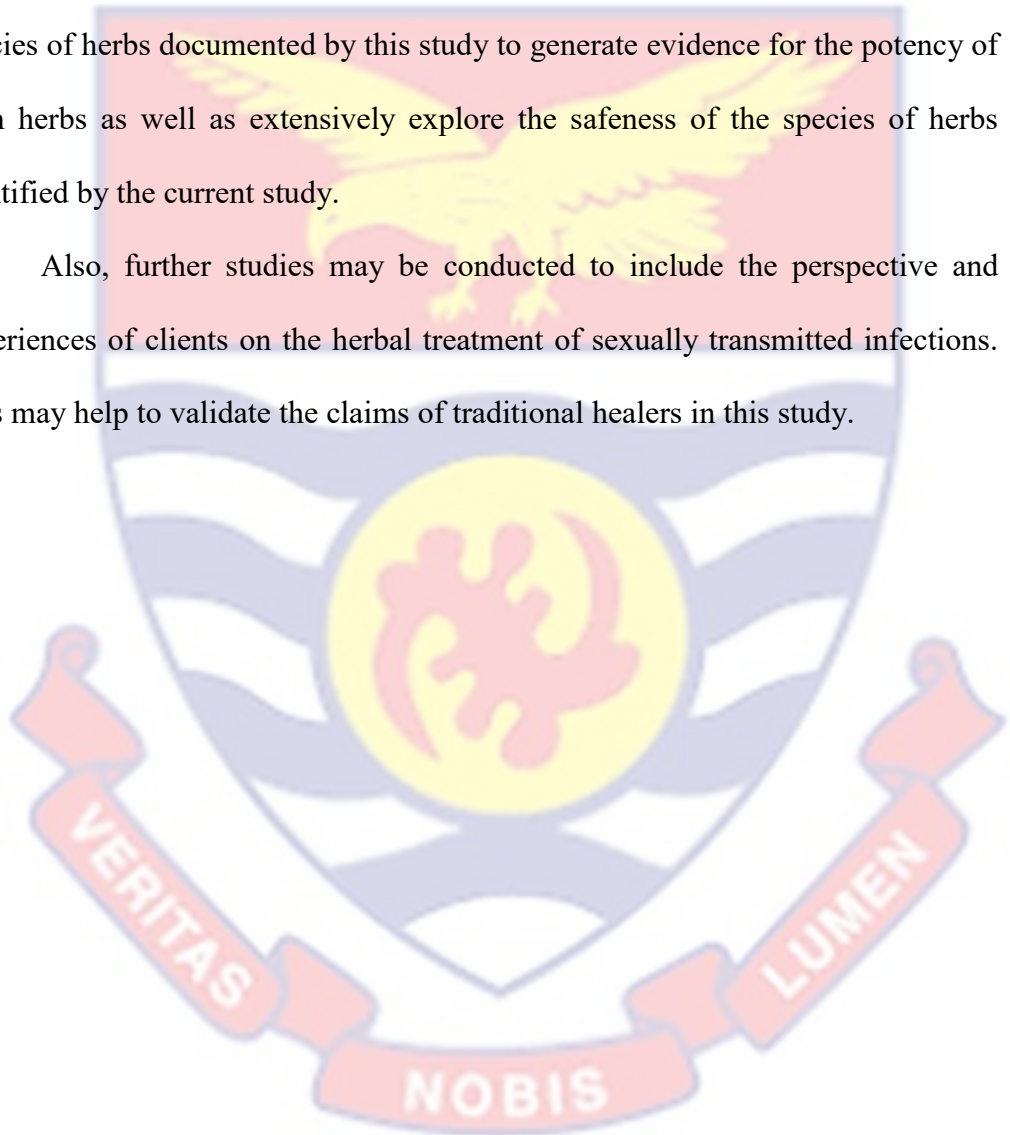 cies of herbs documented by this study to generate evidence for the potency of
h herbs as well as extensively explore the safeness of the species of herbs
ntified by the current study.
Also, further studies may be conducted to include the perspective and
eriences of clients on the herbal treatment of sexually transmitted infections.
s may help to validate the claims of traditional healers in this study.
VERITAS
NOBIS
LUMEN